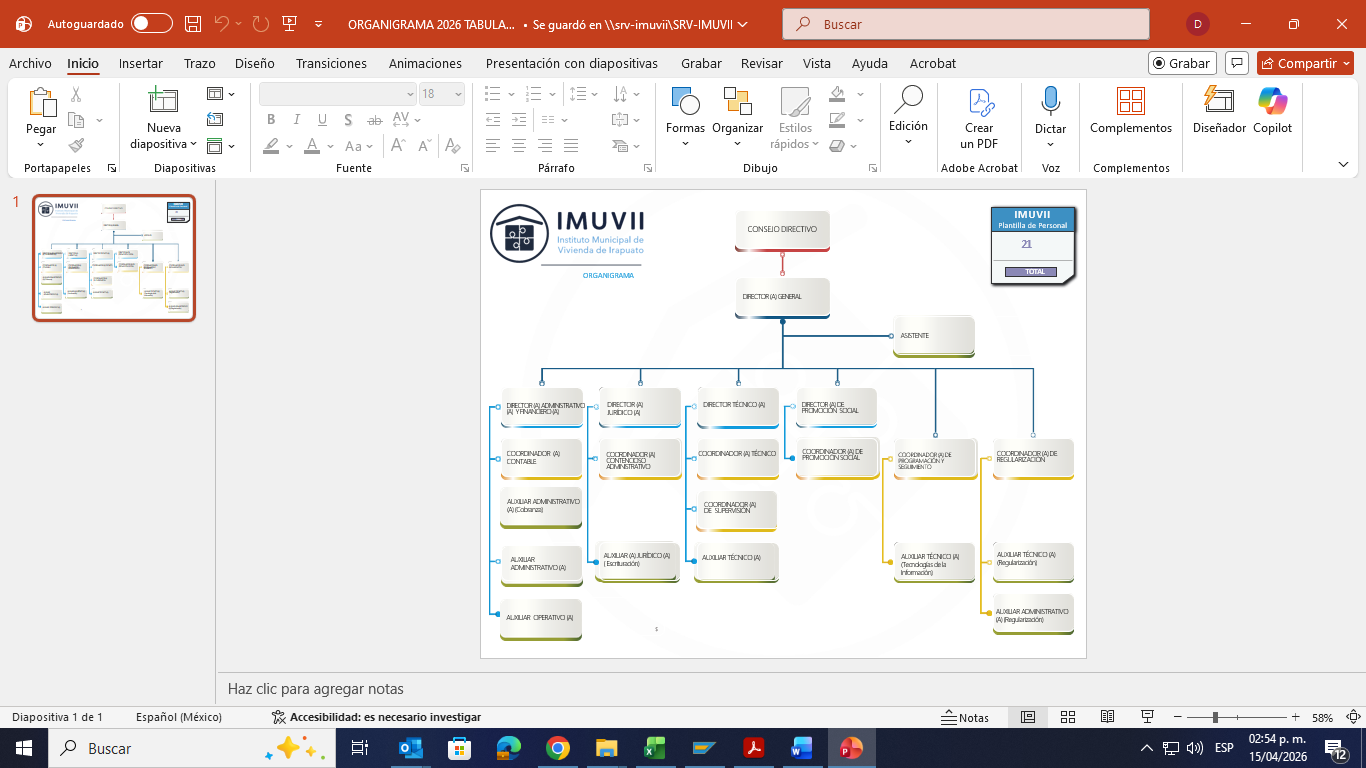 Autoguardado
ORGANIGRAMA 2026 TABULA... • Se guardó en \\srv-imuvii\SRV-IMUVII
Buscar
D
Archivo Inicio Insertar Trazo Diseño Transiciones Animaciones Presentación con diapositivas Grabar Revisar Vista Ayuda Acrobat
Grabar
Compartir
Pegar
Nueva
diapositiva
18
Formas
Organizar
Estilos
rápidos
Edición
Crear
un PDF
Dictar
Complementos
Diseñador
Copilot
Portapapeles
Diapositivas
Fuente
Párrafo
Dibujo
Adobe Acrobat
Voz
Complementos
1
IMUVII
Instituto Municipal de
Vivienda de Irapuato
ORGANIGRAMA
CONSEJO DIRECTIVO
IMUVII
Plantilla de Personal
21
TOTAL
DIRECTOR (A) GENERAL
ASISTENTE
DIRECTOR (A) ADMINISTRATIVO
(A) Y FINANCIERO (A)
DIRECTOR (A)
JURÍDICO (A)
DIRECTOR TÉCNICO (A)
DIRECTOR (A) DE
PROMOCIÓN SOCIAL
COORDINADOR (A)
CONTABLE
COORDINADOR (A)
CONTENCIOSO
ADMINISTRATIVO
COORDINADOR (A) TÉCNICO
COORDINADOR (A) DE
PROMOCIÓN SOCIAL
COORDINADOR (A) DE
PROGRAMACIÓN Y
SEGUIMIENTO
COORDINADOR (A) DE
REGULARIZACIÓN
AUXILIAR ADMINISTRATIVO
(A) (Cobranza)
COORDINADOR (A)
DE SUPERVISIÓN
AUXILIAR
ADMINISTRATIVO (A)
AUXILIAR (A) JURÍDICO (A)
( Escrituración)
AUXILIAR TÉCNICO (A)
AUXILIAR TÉCNICO (A)
(Tecnologías de la
Información)
AUXILIAR TÉCNICO (A)
(Regularización)
AUXILIAR OPERATIVO (A)
AUXILIAR ADMINISTRATIVO
(A) (Regularización)
Haz clic para agregar notas
Diapositiva 1 de 1
Español (México)
Accesibilidad: es necesario investigar
Notas
58%
Buscar
ESP
02:54 p. m.
15/04/2026
12